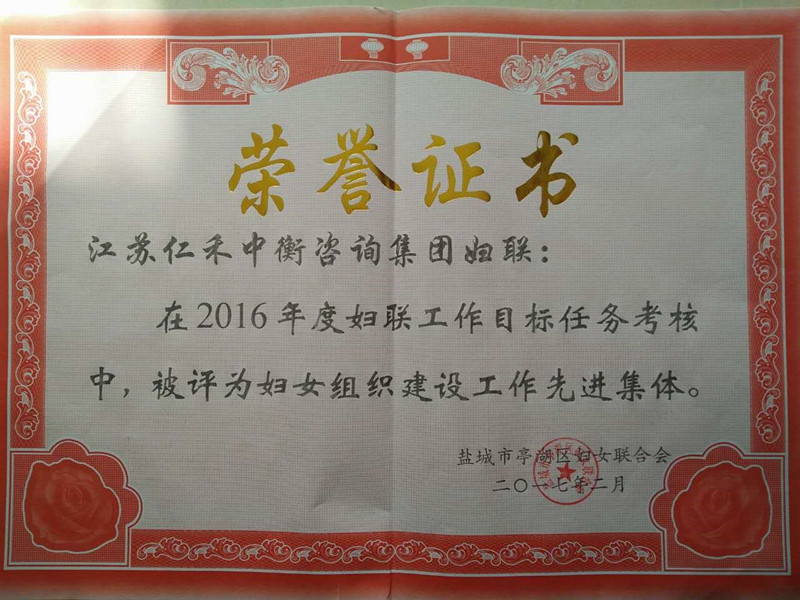 荣誉证书
江苏仁禾中衡咨询集团妇联：
在2016年度妇联工作目标任务考核
中，被评为妇女组织建设工作先进集体。
盐城市亭湖区妇女联合会
二〇一七年二月